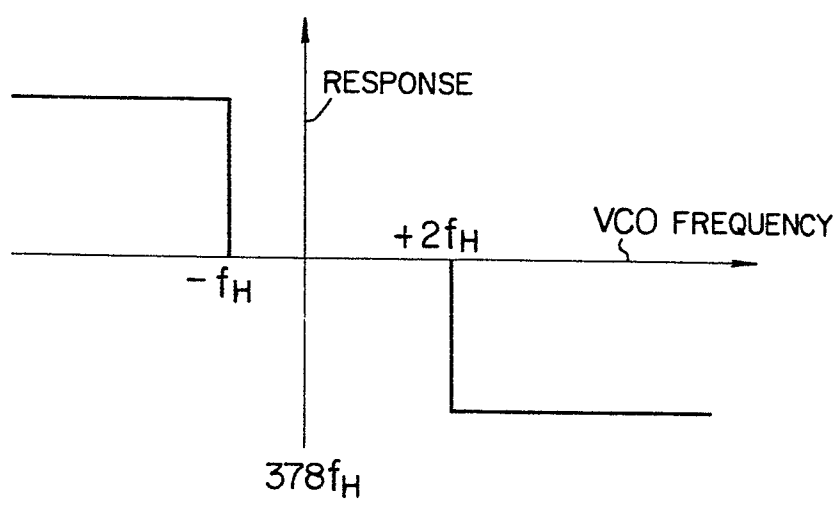 RESPONSE
VCO FREQUENCY
+2fH
-fH
378fH